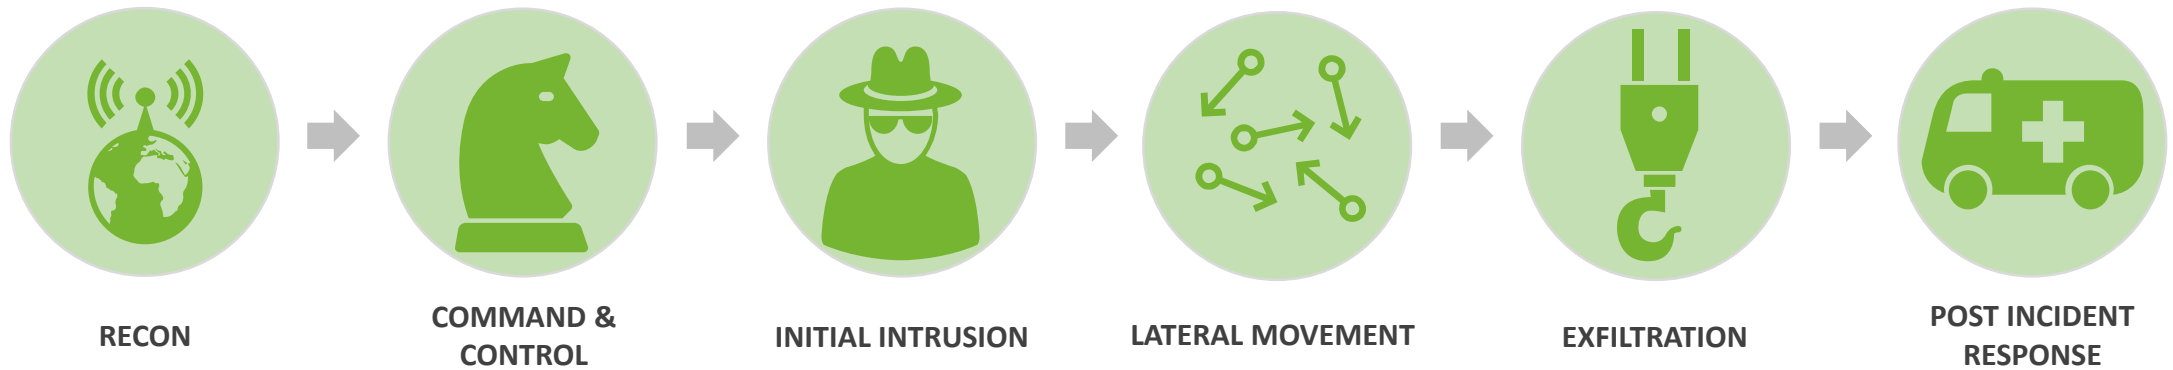 RECON
COMMAND &
CONTROL
INITIAL INTRUSION
LATERAL MOVEMENT
EXFILTRATION
POST INCIDENT
RESPONSE